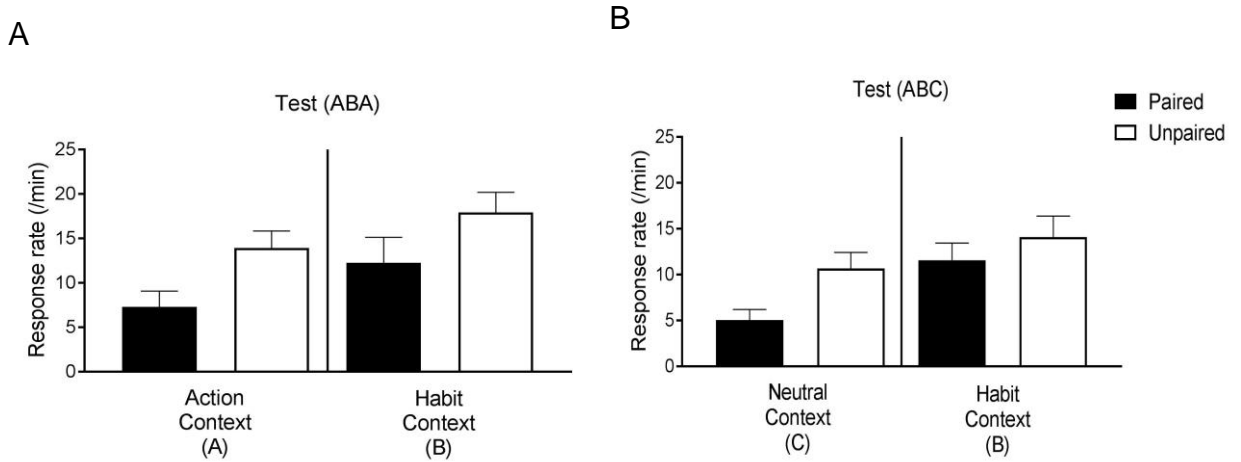 A
Test (ABA)
Response rate (/min)
25
20
15
10
5
0
Action
Context
(A)
Habit
Context
(B)
B
Test (ABC)
Paired
Unpaired
Response rate (/min)
25
20
15
10
5
0
Neutral
Context
(C)
Habit
Context
(B)